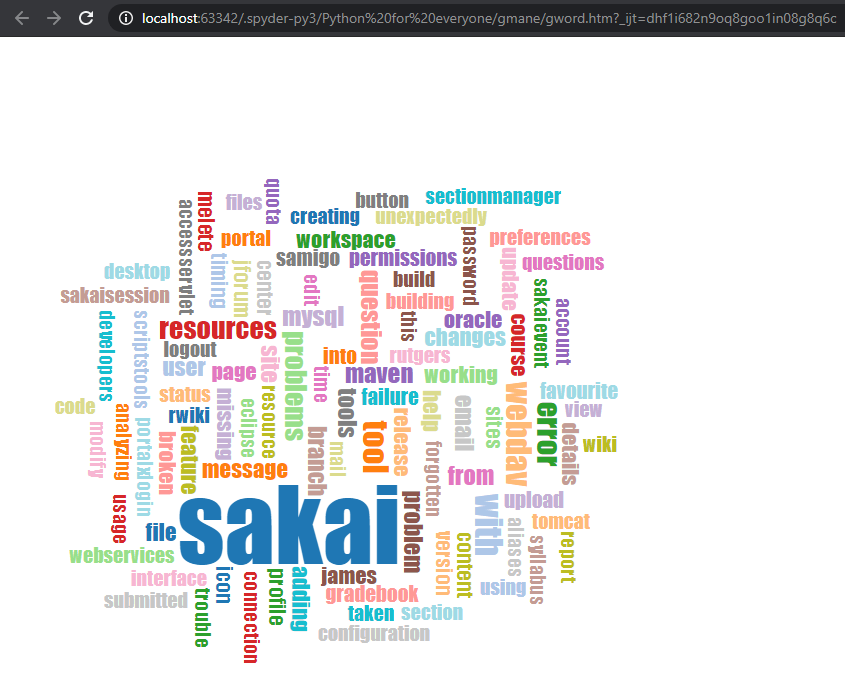 localhost:63342/.spyder-py3/Python%20for%20everyone/gmane/gword.htm?_ijt=dhf1i682n9oq8goo1in08g8q6c
quota
files
melete
accessservlet
button
sectionmanager
creating
unexpectedly
portal
workspace
password
preferences
samigo
permissions
questions
desktop
timing
jforum
center
edit
question
build
update
sakaisession
building
sakaievent
account
developers
scriptstools
resources
mysql
this
oracle
course
changes
logout
problems
site
into
rutgers
user
page
time
maven
working
status
missing
eclipse
resource
tools
failure
help
email
sites
webdav
favourite
code
analyzing
rwiki
release
error
view
modify
portalxlogin
broken
feature
branch
mail
tool
details
wiki
message
forgotten
from
usage
file
sakai
problem
with
upload
aliases
tomcat
webservices
version
content
syllabus
report
interface
icon
connection
profile
adding
james
using
submitted
trouble
gradebook
taken
section
configuration